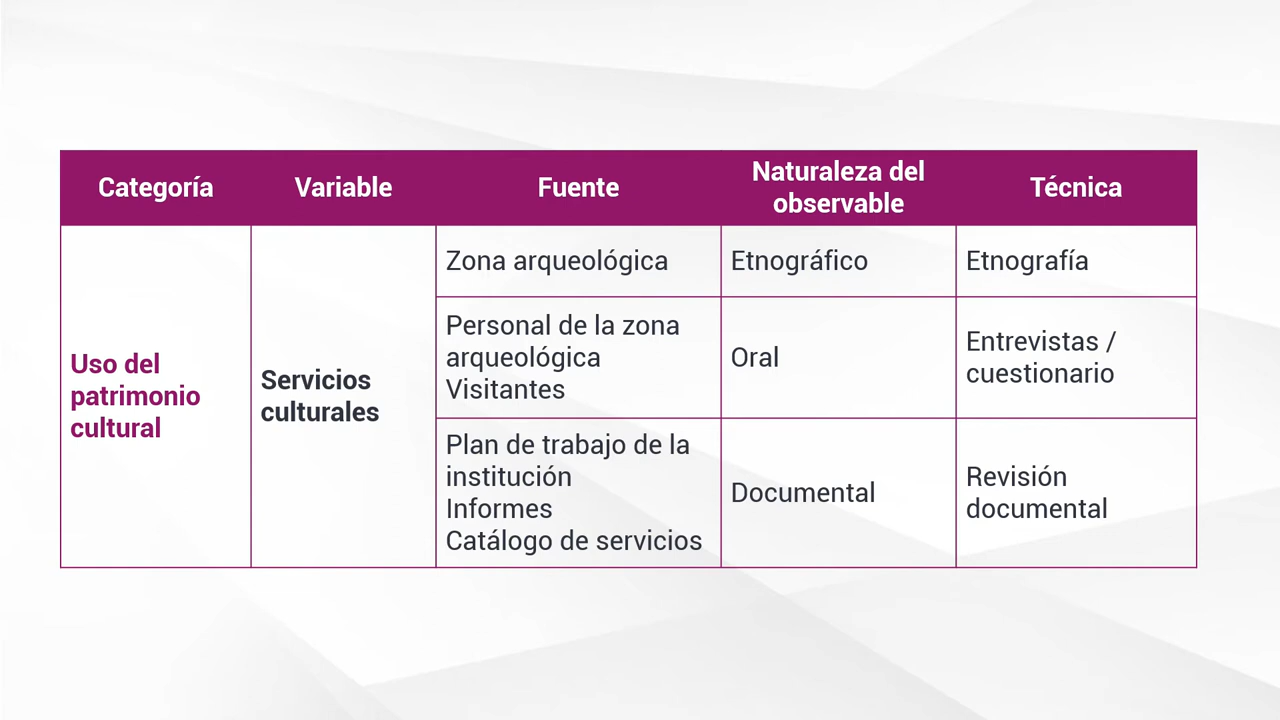 Categoría
Variable
Fuente
Naturaleza del
observable
Técnica
Uso del
patrimonio
cultural
Servicios
culturales
Zona arqueológica
Etnográfico
Etnografía
Personal de la zona
arqueológica
Visitantes
Oral
Entrevistas /
cuestionario
Plan de trabajo de la
institución
Informes
Catálogo de servicios
Documental
Revisión
documental